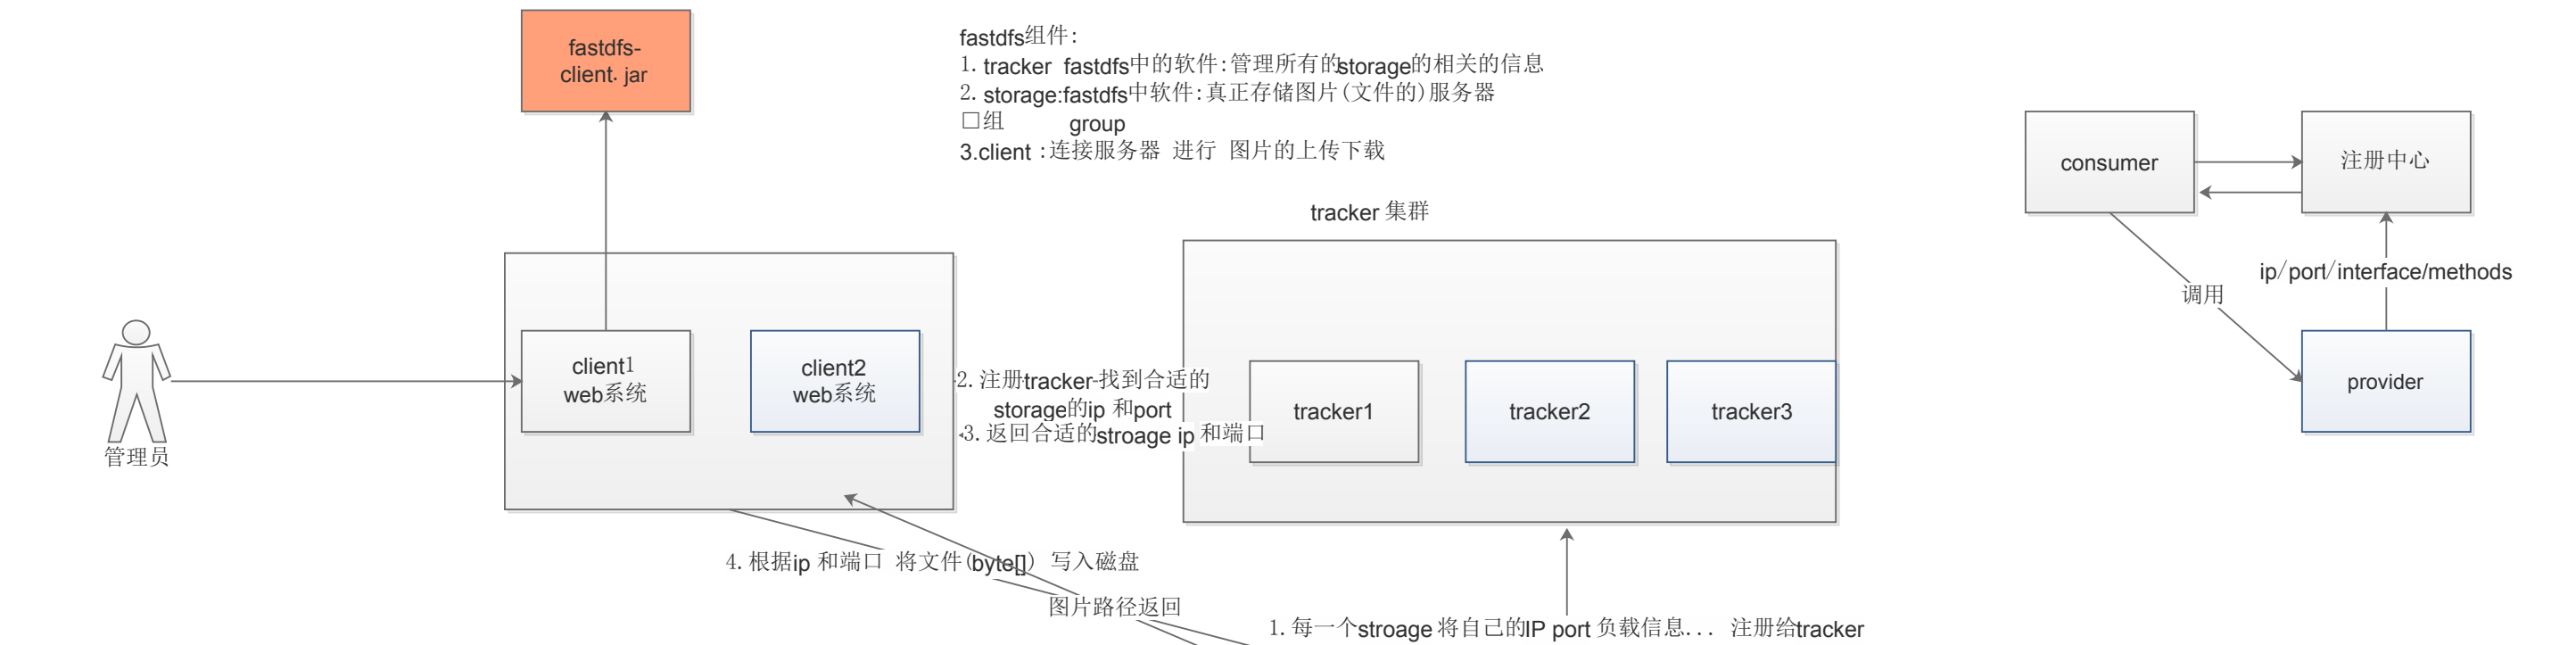 fastdfs-
client.jar
fastdfs组件:
1. tracker fastdfs中的软件:管理所有的storage的相关的信息
2. storage:fastdfs中软件:真正存储图片(文件的)服务器
□组 group
3.client :连接服务器 进行 图片的上传下载
consumer
注册中心
tracker 集群
ip/port/interface/methods
调用
client1
web系统
client2
web系统
2. 注册tracker-找到合适的
storage的ip 和port
3. 返回合适的stroage ip 和端口
tracker1
tracker2
tracker3
provider
管理员
4. 根据ip 和端口 将文件(byte[]) 写入磁盘
图片路径返回
1. 每一个stroage 将自己的IP port 负载信息... 注册给tracker